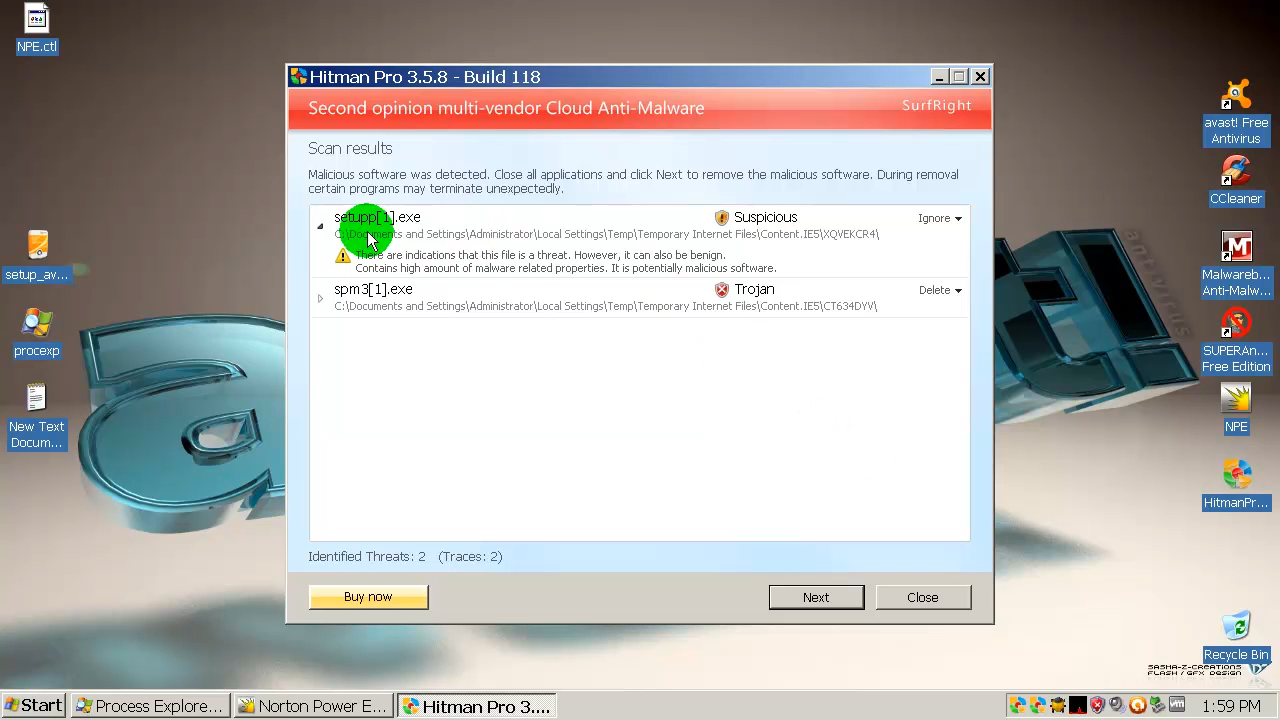 NPE.ctl
Hitman Pro 3.5.8 - Build 118
Second opinion multi-vendor Cloud Anti-Malware
SurfRight
Scan results
Malicious software was detected. Close all applications and click Next to remove the malicious software. During removal
certain programs may terminate unexpectedly.
setupp[1].exe
Suspicious
Ignore
C:\Documents and Settings\Administrator\Local Settings\Temp\Temporary Internet Files\Content.IE5\XQVEKCR4\
There are indications that this file is a threat. However, it can also be benign.
Contains high amount of malware related properties. It is potentially malicious software.
spm3[1].exe
Trojan
Delete
C:\Documents and Settings\Administrator\Local Settings\Temp\Temporary Internet Files\Content.IE5\CT634DYV\
Identified Threats: 2 (Traces: 2)
Buy now
Next
Close
setup_av...
procexp
New Text
Docum...
avast! Free
Antivirus
CCleaner
Malwareb...
Anti-Malw...
SUPERAn...
Free Edition
NPE
HitmanPr...
Recycle Bin
antivirus
SASHA-Z-CREATIONS
FLASH / GFX DESIGN
Start
Process Explore...
Norton Power E...
Hitman Pro 3....
1:59 PM